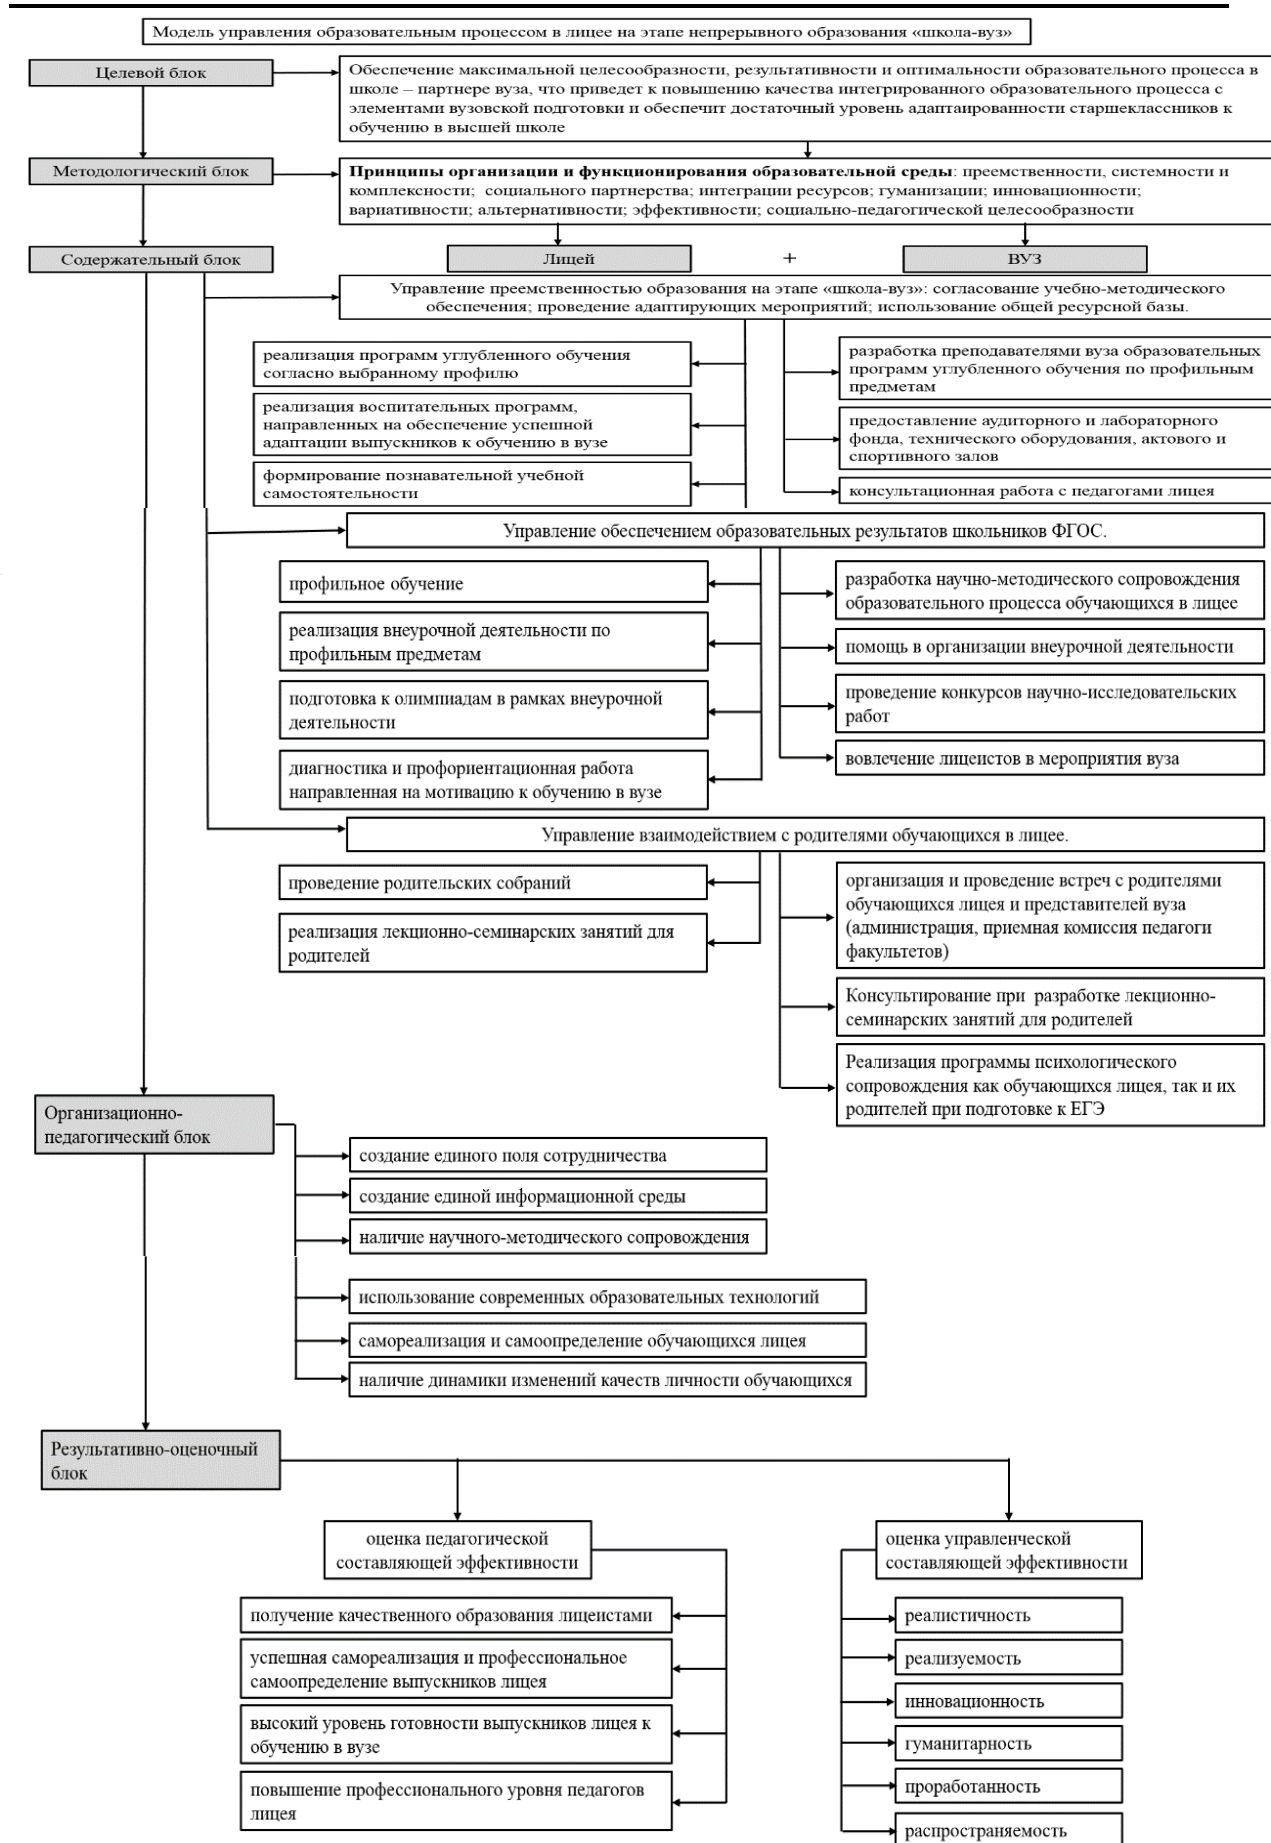 Модель управления образовательным процессом в лицее на этапе непрерывного образования «школа-вуз»
Целевой блок
Обеспечение максимальной целесообразности, результативности и оптимальности образовательного процесса в
школе – партнере вуза, что приведет к повышению качества интегрированного образовательного процесса с
элементами вузовской подготовки и обеспечит достаточный уровень адаптаированности старшеклассников к
обучению в высшей школе
Методологический блок
Принципы организации и функционирования образовательной среды: преемственности, системности и
комплексности; социального партнерства; интеграции ресурсов; гуманизации; инновационности;
вариативности; альтернативности; эффективности; социально-педагогической целесообразности
Содержательный блок
Лицей
+
ВУЗ
Управление преемственностью образования на этапе «школа-вуз»: согласование учебно-методического
обеспечения; проведение адаптирующих мероприятий; использование общей ресурсной базы.
реализация программ углубленного обучения
согласно выбранному профилю
реализация воспитательных программ,
направленных на обеспечение успешной
адаптации выпускников к обучению в вузе
формирование познавательной учебной
самостоятельности
разработка преподавателями вуза образовательных
программ углубленного обучения по профильным
предметам
предоставление аудиторного и лабораторного
фонда, технического оборудования, актового и
спортивного залов
консультационная работа с педагогами лицея
Управление обеспечением образовательных результатов школьников ФГОС.
профильное обучение
реализация внеурочной деятельности по
профильным предметам
подготовка к олимпиадам в рамках внеурочной
деятельности
диагностика и профориентационная работа
направленная на мотивацию к обучению в вузе
разработка научно-методического сопровождения
образовательного процесса обучающихся в лицее
помощь в организации внеурочной деятельности
проведение конкурсов научно-исследовательских
работ
вовлечение лицеистов в мероприятия вуза
Управление взаимодействием с родителями обучающихся в лицее.
проведение родительских собраний
реализация лекционно-семинарских занятий для
родителей
организация и проведение встреч с родителями
обучающихся лицея и представителей вуза
(администрация, приемная комиссия педагоги
факультетов)
Консультирование при разработке лекционно-
семинарских занятий для родителей
Реализация программы психологического
сопровождения как обучающихся лицея, так и их
родителей при подготовке к ЕГЭ
Организационно-
педагогический блок
создание единого поля сотрудничества
создание единой информационной среды
наличие научного-методического сопровождения
использование современных образовательных технологий
самореализация и самоопределение обучающихся лицея
наличие динамики изменений качеств личности обучающихся
Результативно-оценочный
блок
оценка педагогической
составляющей эффективности
получение качественного образования лицеистами
успешная самореализация и профессиональное
самоопределение выпускников лицея
высокий уровень готовности выпускников лицея к
обучению в вузе
повышение профессионального уровня педагогов
лицея
оценка управленческой
составляющей эффективности
реалистичность
реализуемость
инновационность
гуманитарность
проработанность
распространяемость